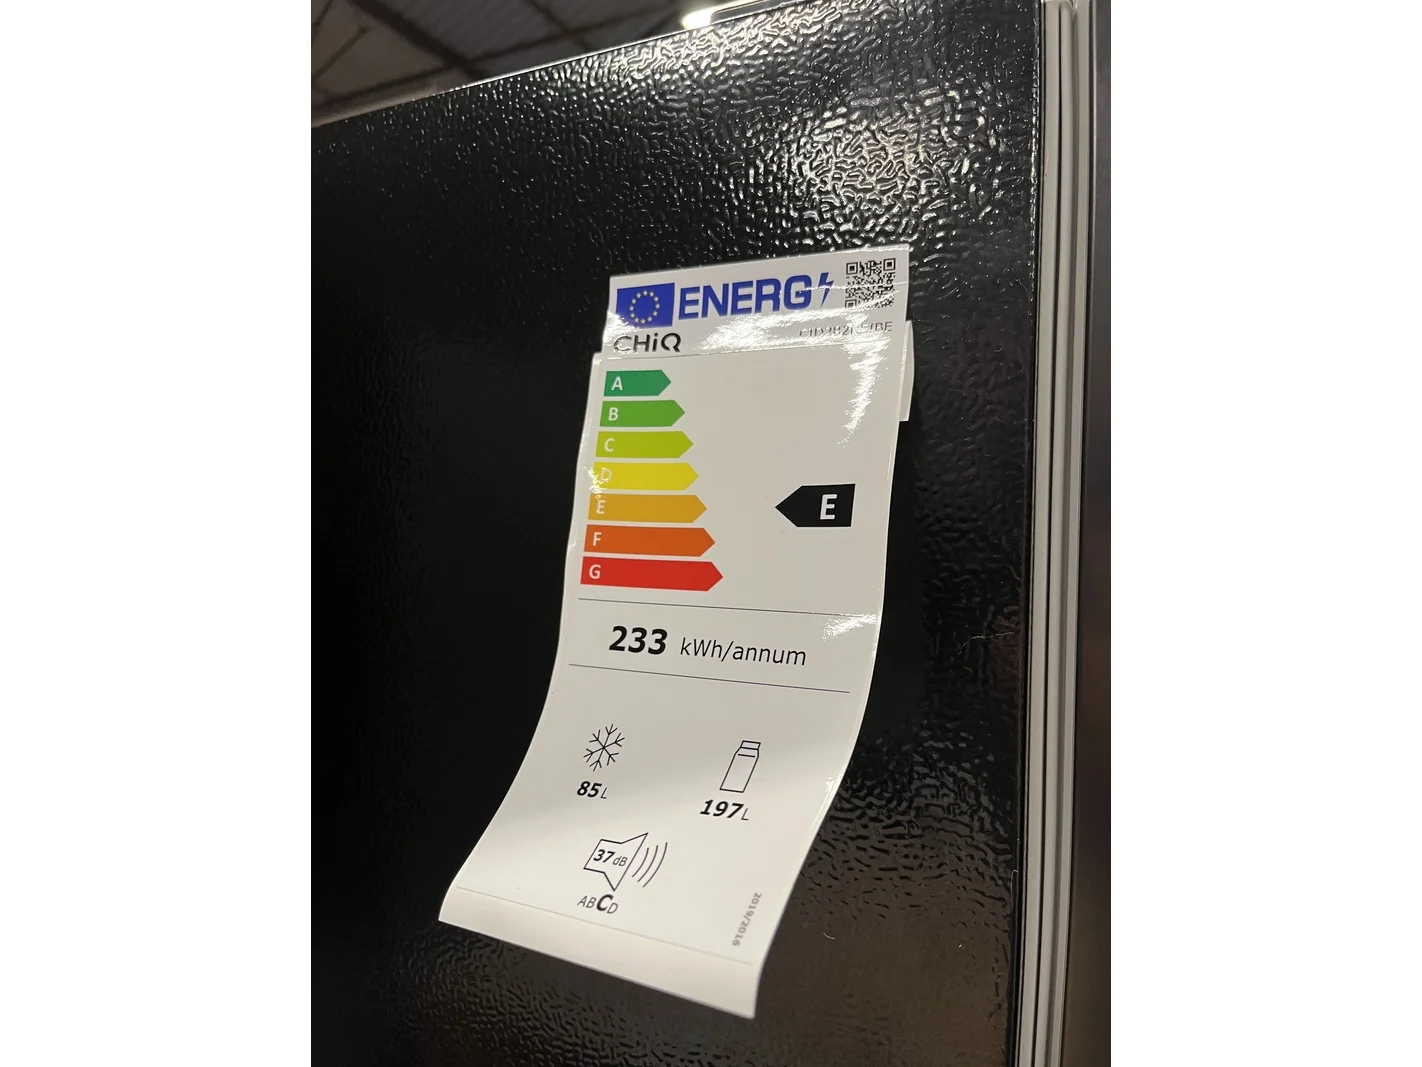 ENERG
CHiQ
A
B
C
D
E
E
F
G
233 kWh/annum
85L
197L
37dB
ABCD
2019/2016